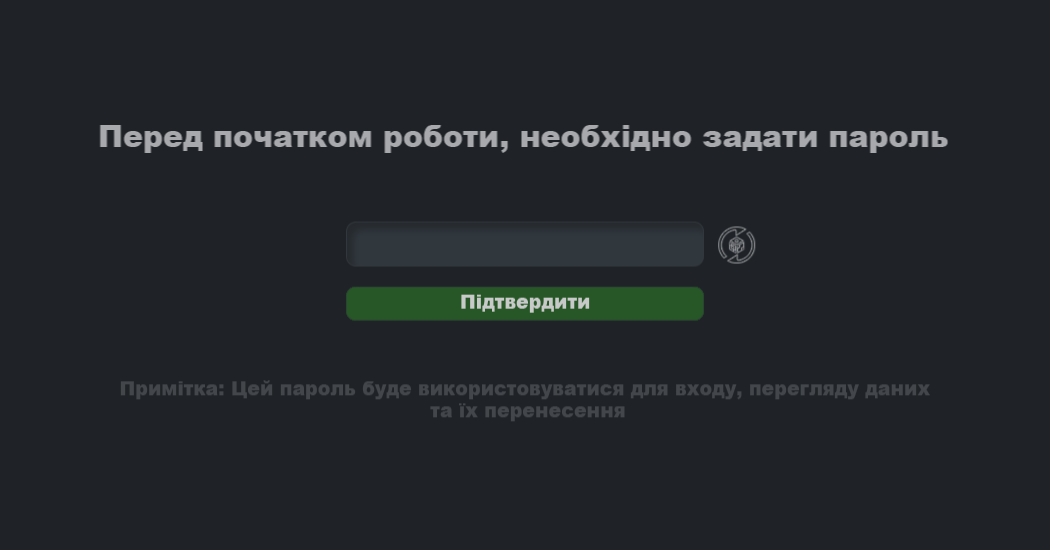 Перед початком роботи, необхідно задати пароль
Підтвердити
Примітка: Цей пароль буде використовуватися для входу, перегляду даних
та їх перенесення